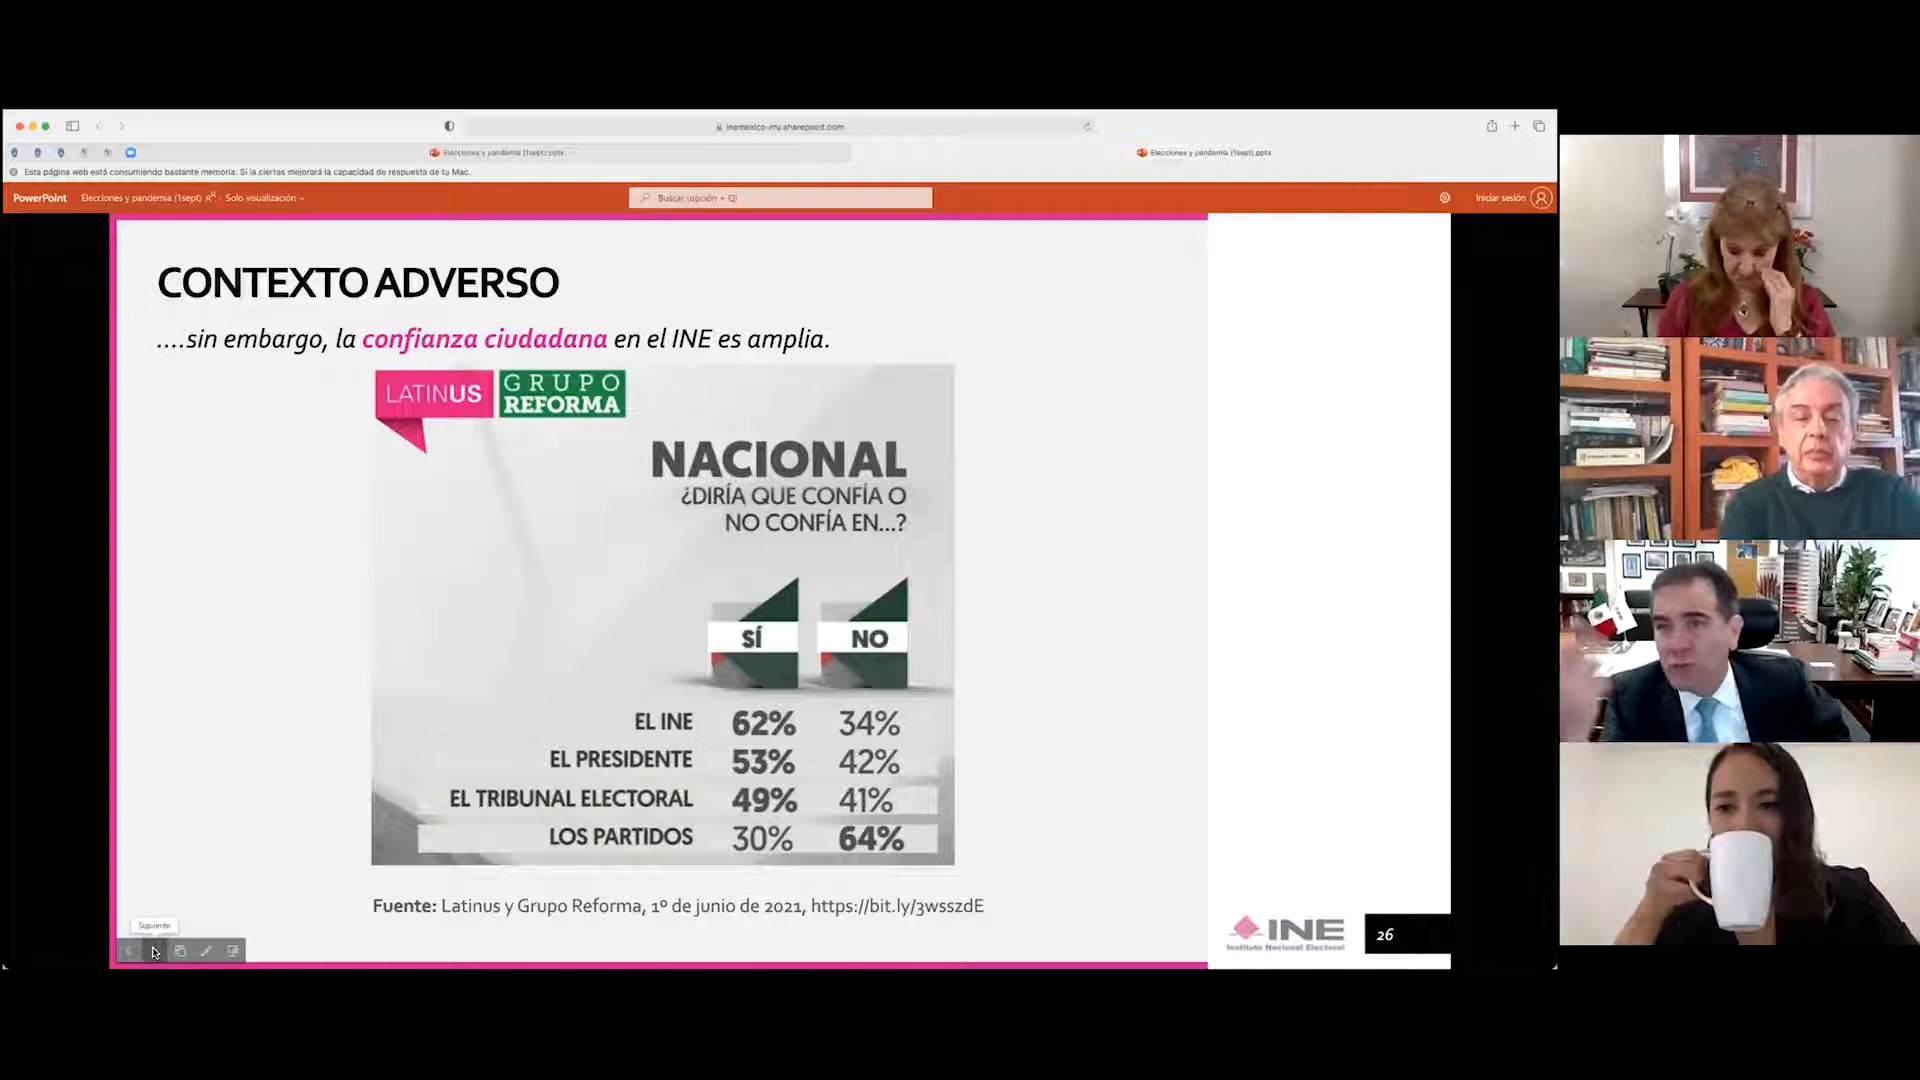 inemexico-my.sharepoint.com
Elecciones y pandemia (1sept).pptx
Elecciones y pandemia (1sept).pptx
Esta página web está consumiendo bastante memoria. Si la cierras mejorará la capacidad de respuesta de tu Mac.
PowerPoint
Elecciones y pandemia (1sept)
Solo visualización
Buscar (opción + Q)
Iniciar sesión
CONTEXTO ADVERSO
....sin embargo, la confianza ciudadana en el INE es amplia.
LATINUS
GRUPO
REFORMA
NACIONAL
¿DIRÍA QUE CONFÍA O
NO CONFÍA EN...?
SÍ NO
EL INE 62% 34%
EL PRESIDENTE 53% 42%
EL TRIBUNAL ELECTORAL 49% 41%
LOS PARTIDOS 30% 64%
Fuente: Latinus y Grupo Reforma, 1º de junio de 2021, https://bit.ly/3wsszdE
Siguiente
INE
Instituto Nacional Electoral
26